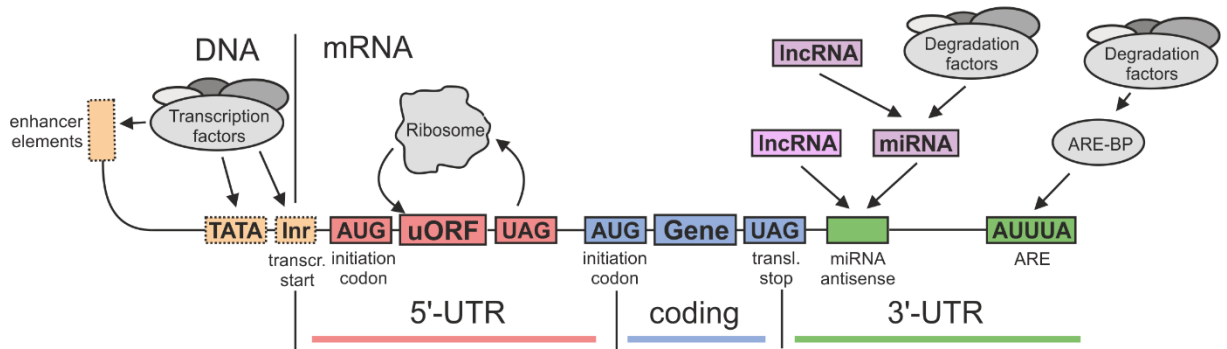 DNA
mRNA
enhancer
elements
Transcription
factors
Ribosome
lncRNA
Degradation
factors
Degradation
factors
lncRNA
miRNA
ARE-BP
TATA
Inr
AUG
uORF
UAG
AUG
Gene
UAG
AUUUA
transcr.
start
initiation
codon
initiation
codon
transl.
stop
miRNA
antisense
ARE
5'-UTR
coding
3'-UTR